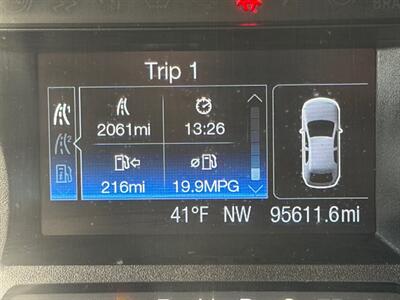 Trip 1
2061mi
13:26
216mi
19.9MPG
41°F NW 95611.6mi